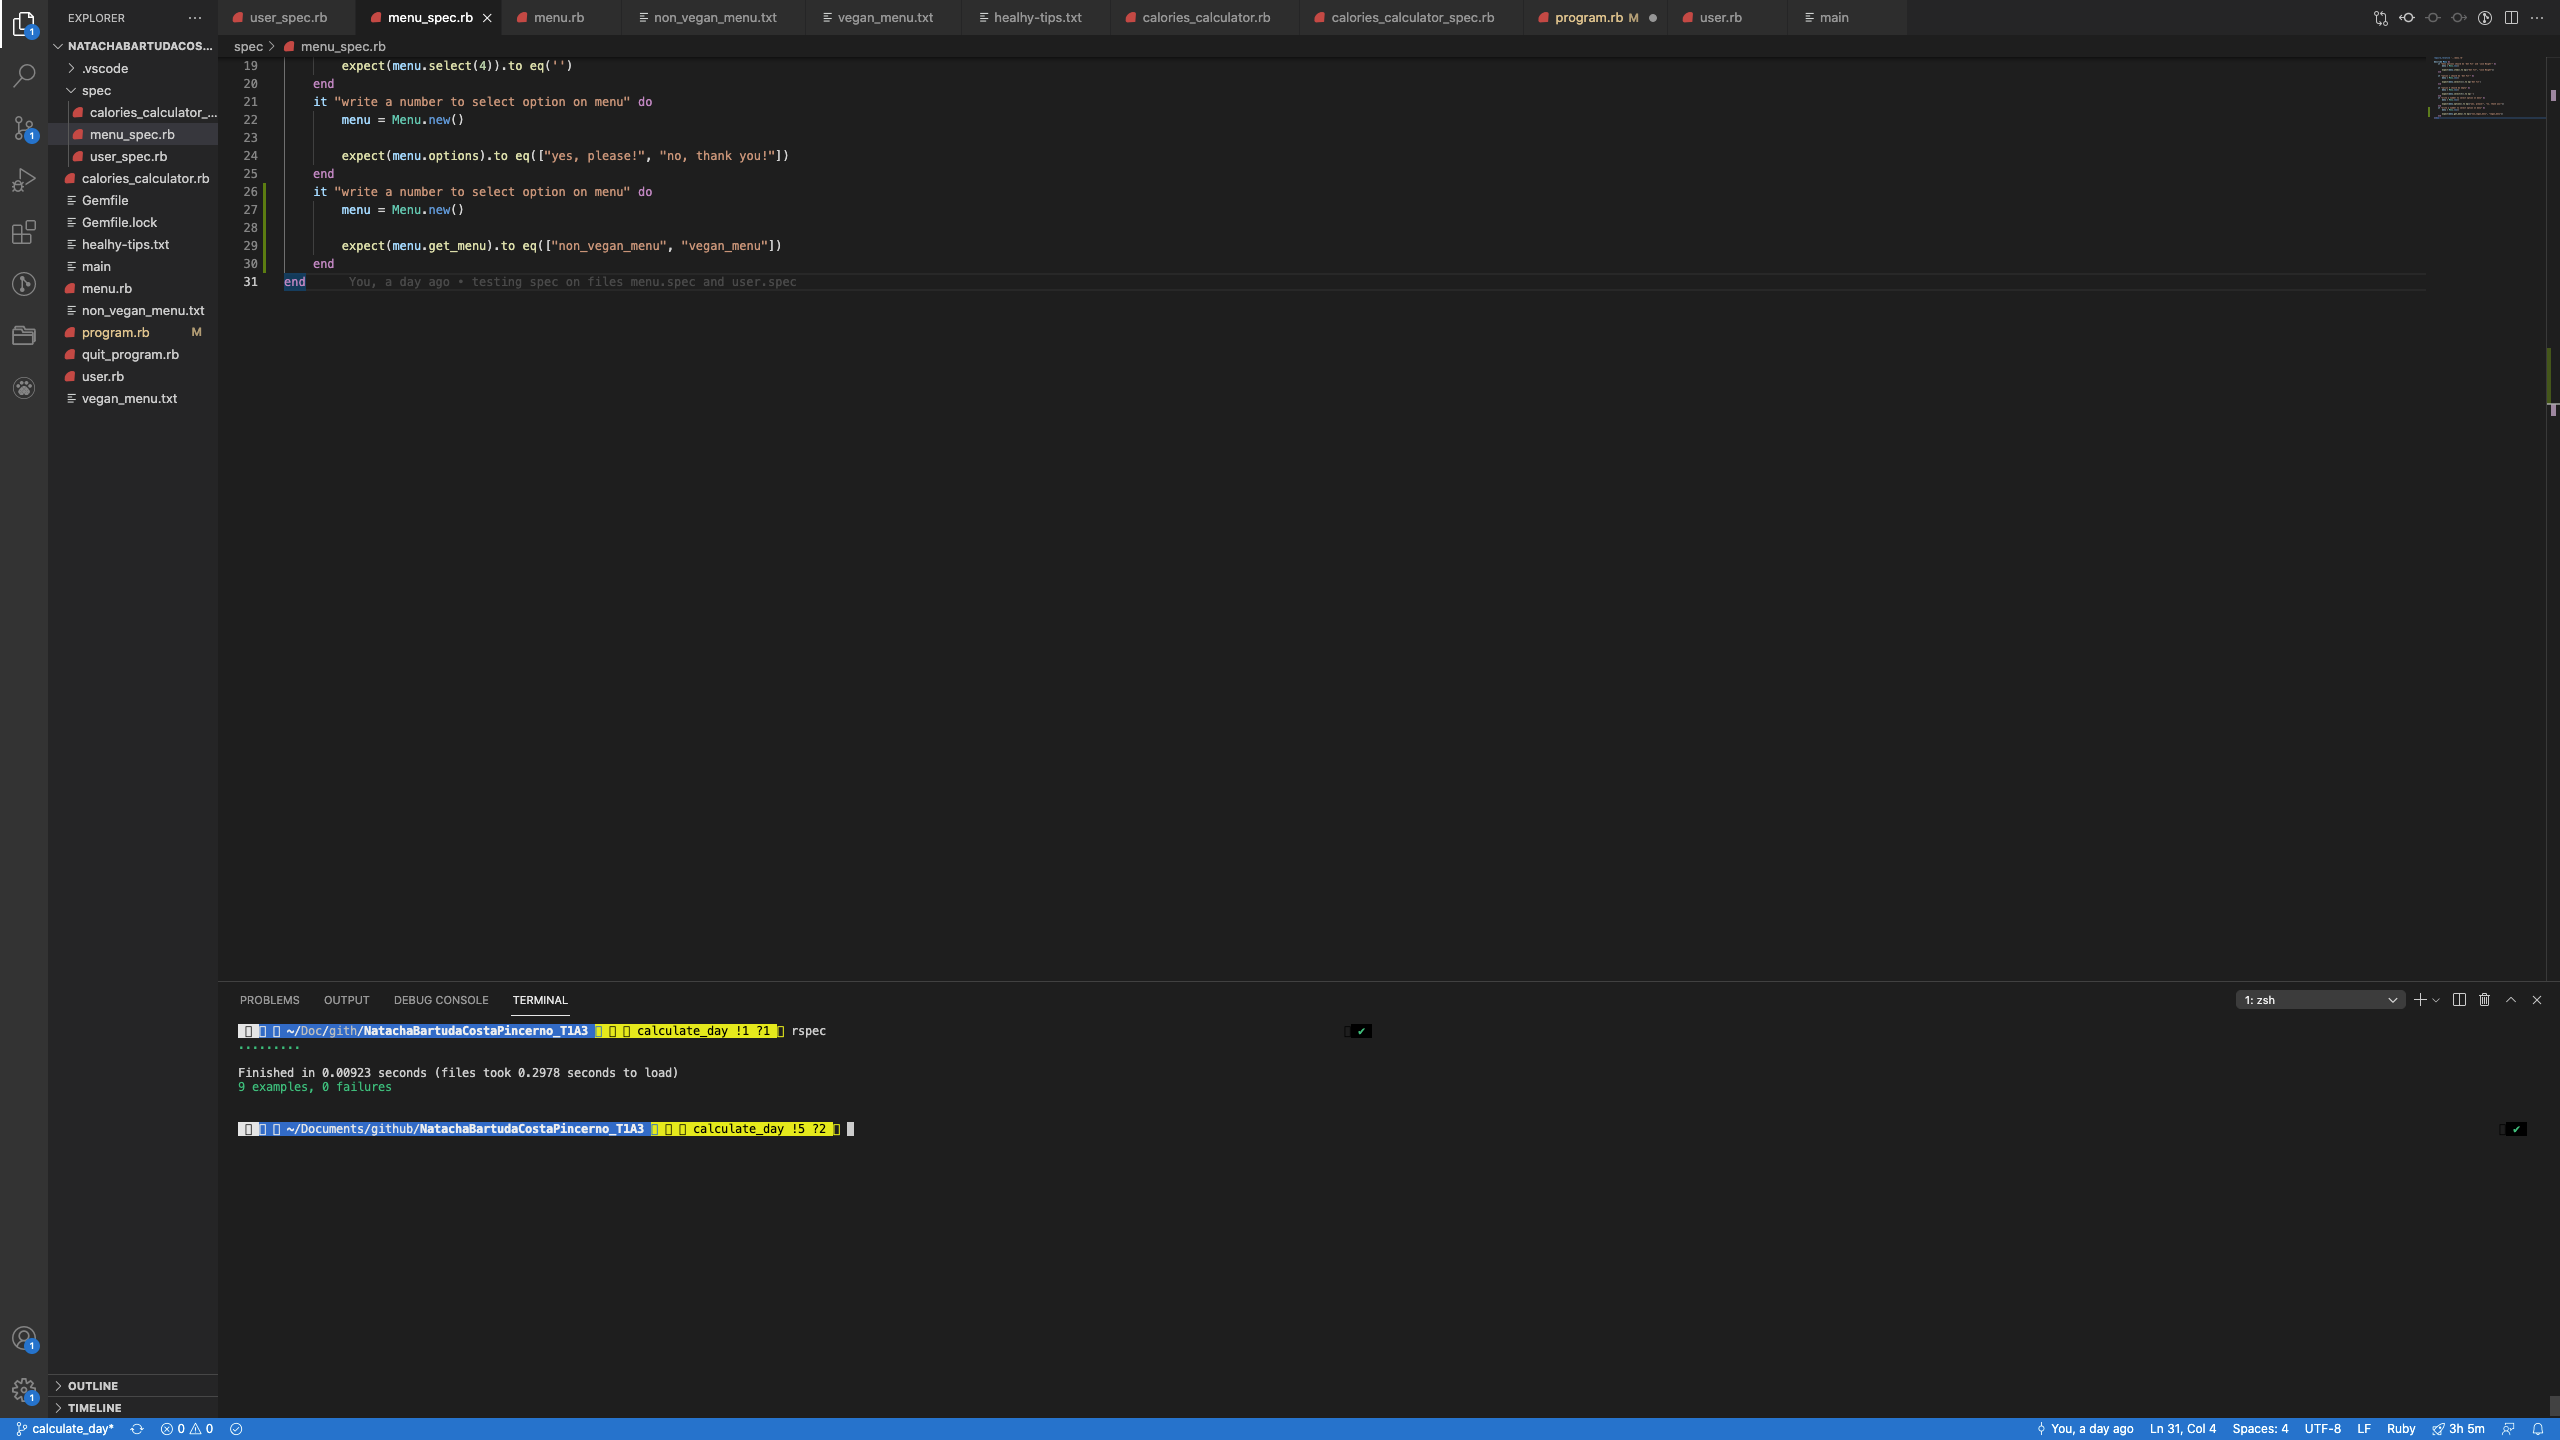 EXPLORER
NATACHABARTUDACOS...
.vscode
spec
calories_calculator_...
menu_spec.rb
user_spec.rb
calories_calculator.rb
Gemfile
Gemfile.lock
healhy-tips.txt
main
menu.rb
non_vegan_menu.txt
program.rb M
quit_program.rb
user.rb
vegan_menu.txt
OUTLINE
TIMELINE
user_spec.rb menu_spec.rb menu.rb non_vegan_menu.txt vegan_menu.txt healhy-tips.txt calories_calculator.rb calories_calculator_spec.rb program.rb M user.rb main
spec > menu_spec.rb
19 expect(menu.select(4)).to eq('')
20 end
21 it "write a number to select option on menu" do
22 menu = Menu.new()
23
24 expect(menu.options).to eq(["yes, please!", "no, thank you!"])
25 end
26 it "write a number to select option on menu" do
27 menu = Menu.new()
28
29 expect(menu.get_menu).to eq(["non_vegan_menu", "vegan_menu"])
30 end
31 end You, a day ago • testing spec on files menu.spec and user.spec
PROBLEMS OUTPUT DEBUG CONSOLE TERMINAL 1: zsh
~/Doc/gith/NatachaBartudaCostaPincerno_T1A3 calculate_day !1 ?1 rspec ✔
.........
Finished in 0.00923 seconds (files took 0.2978 seconds to load)
9 examples, 0 failures
~/Documents/github/NatachaBartudaCostaPincerno_T1A3 calculate_day !5 ?2 ✔
calculate_day* 0 0 You, a day ago Ln 31, Col 4 Spaces: 4 UTF-8 LF Ruby 3h 5m